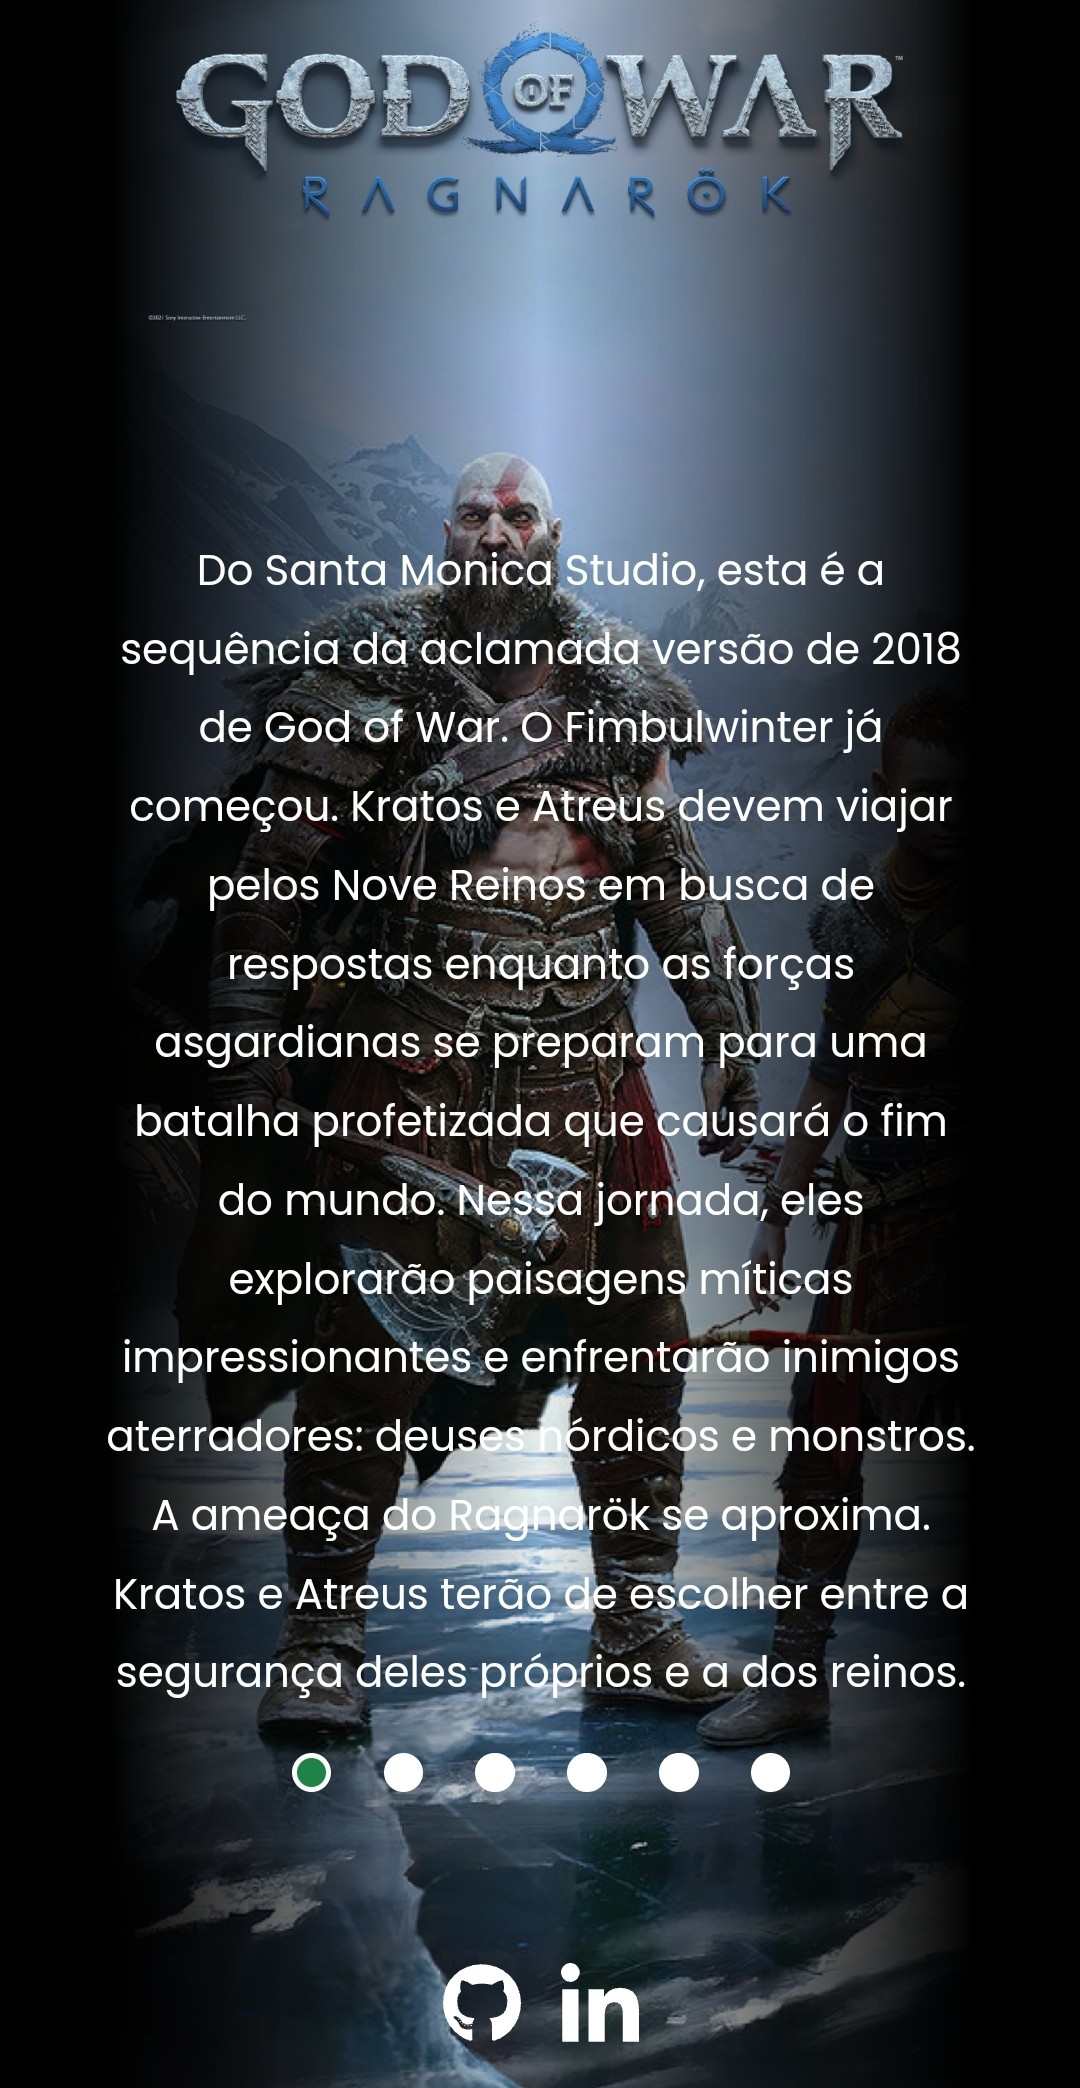 GOD OF WAR™
RAGNARÖK
©2021 Sony Interactive Entertainment LLC.
Do Santa Monica Studio, esta é a
sequência da aclamada versão de 2018
de God of War. O Fimbulwinter já
começou. Kratos e Atreus devem viajar
pelos Nove Reinos em busca de
respostas enquanto as forças
asgardianas se preparam para uma
batalha profetizada que causará o fim
do mundo. Nessa jornada, eles
explorarão paisagens míticas
impressionantes e enfrentarão inimigos
aterradores: deuses nórdicos e monstros.
A ameaça do Ragnarök se aproxima.
Kratos e Atreus terão de escolher entre a
segurança deles próprios e a dos reinos.
in